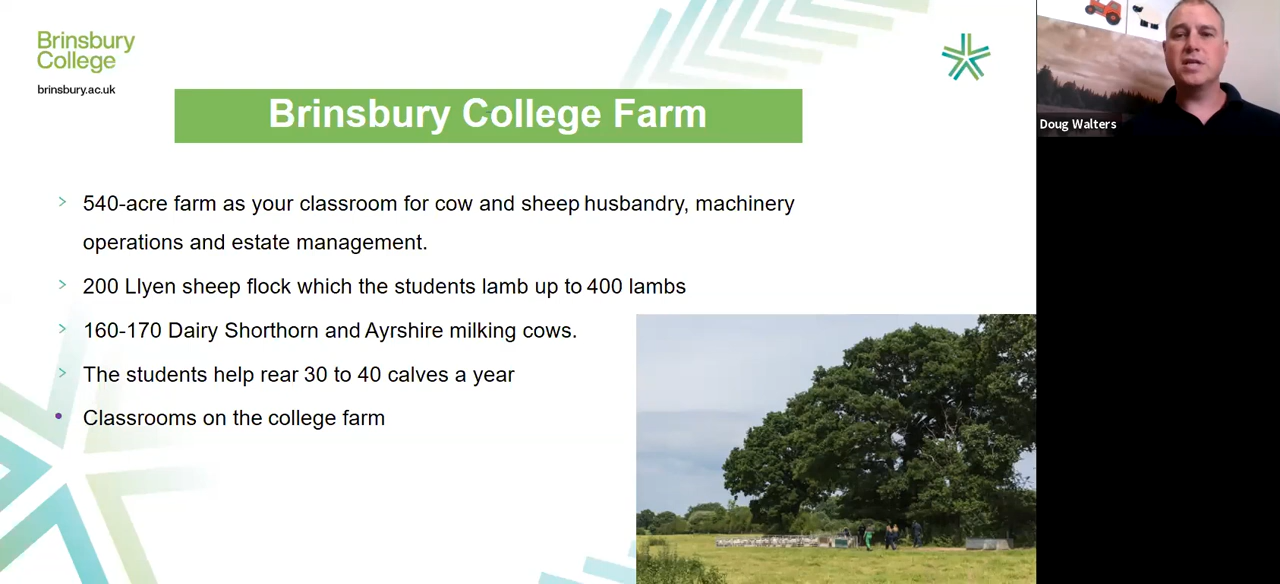 Brinsbury
College
brinsbury.ac.uk
Brinsbury College Farm
540-acre farm as your classroom for cow and sheep husbandry, machinery
operations and estate management.
200 Llyen sheep flock which the students lamb up to 400 lambs
160-170 Dairy Shorthorn and Ayrshire milking cows.
The students help rear 30 to 40 calves a year
Classrooms on the college farm
Doug Walters